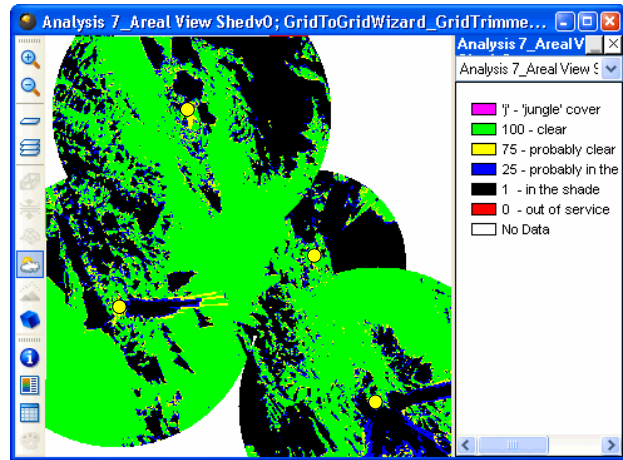 Analysis 7_Areal View Shedv0; GridToGridWizard_GridTrimme...
Analysis 7_Areal V
Analysis 7_Areal View S
'j' - 'jungle' cover
100 - clear
75 - probably clear
25 - probably in the
1 - in the shade
0 - out of service
No Data